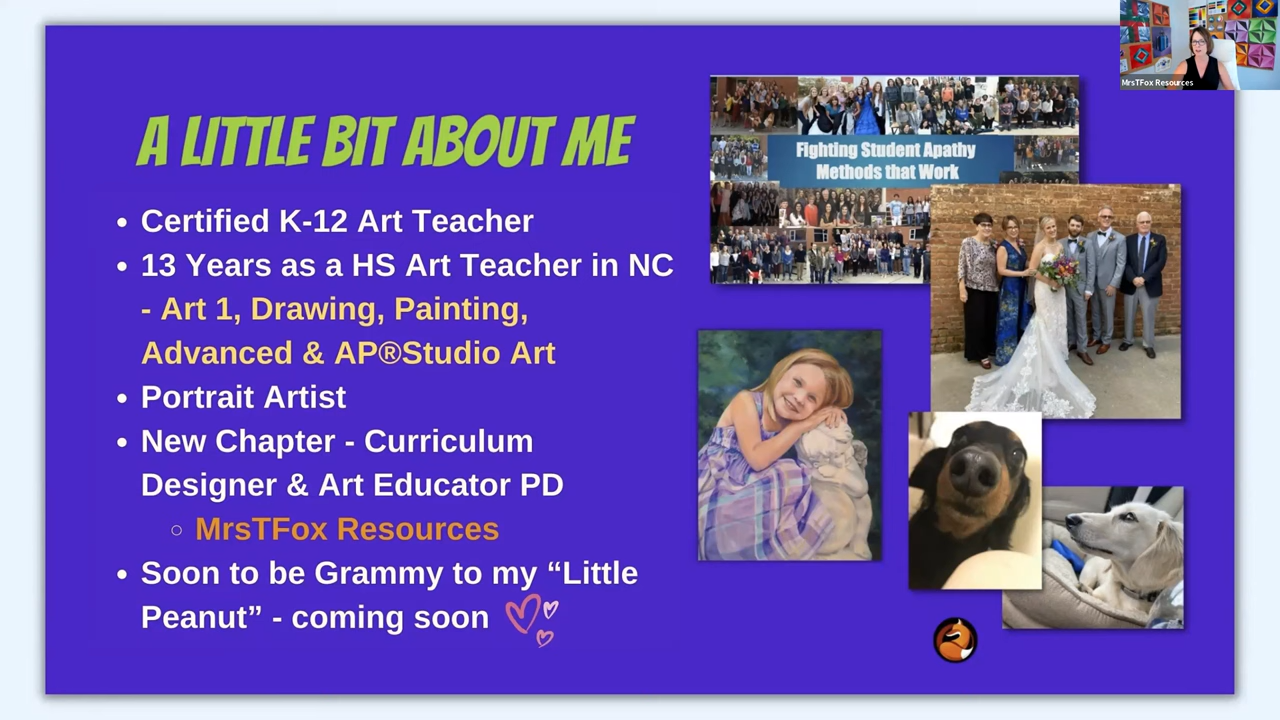 MrsTFox Resources
A LITTLE BIT ABOUT ME
• Certified K-12 Art Teacher
• 13 Years as a HS Art Teacher in NC
- Art 1, Drawing, Painting,
Advanced & AP®Studio Art
• Portrait Artist
• New Chapter - Curriculum
Designer & Art Educator PD
○ MrsTFox Resources
• Soon to be Grammy to my “Little
Peanut” - coming soon
Fighting Student Apathy
Methods that Work